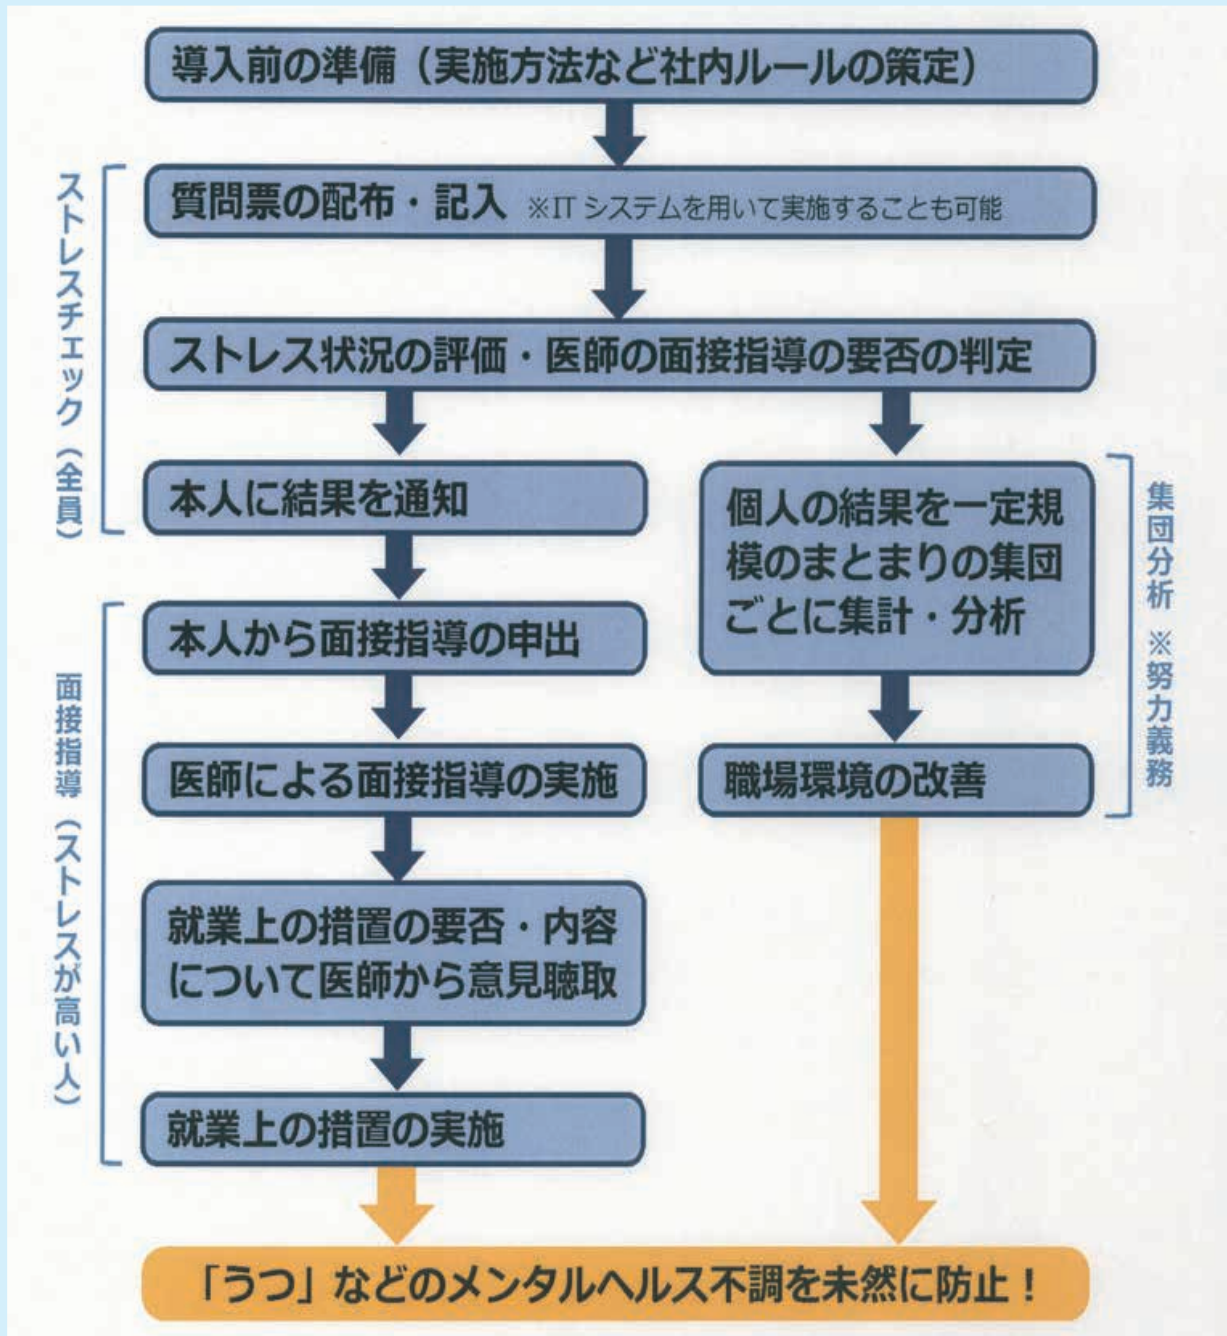 導入前の準備（実施方法など社内ルールの策定）
ストレスチェック（全員）
質問票の配布・記入 ※IT システムを用いて実施することも可能
ストレス状況の評価・医師の面接指導の要否の判定
本人に結果を通知
個人の結果を一定規
模のまとまりの集団
ごとに集計・分析
集団分析 ※努力義務
面接指導（ストレスが高い人）
本人から面接指導の申出
医師による面接指導の実施
職場環境の改善
就業上の措置の要否・内容
について医師から意見聴取
就業上の措置の実施
「うつ」などのメンタルヘルス不調を未然に防止！